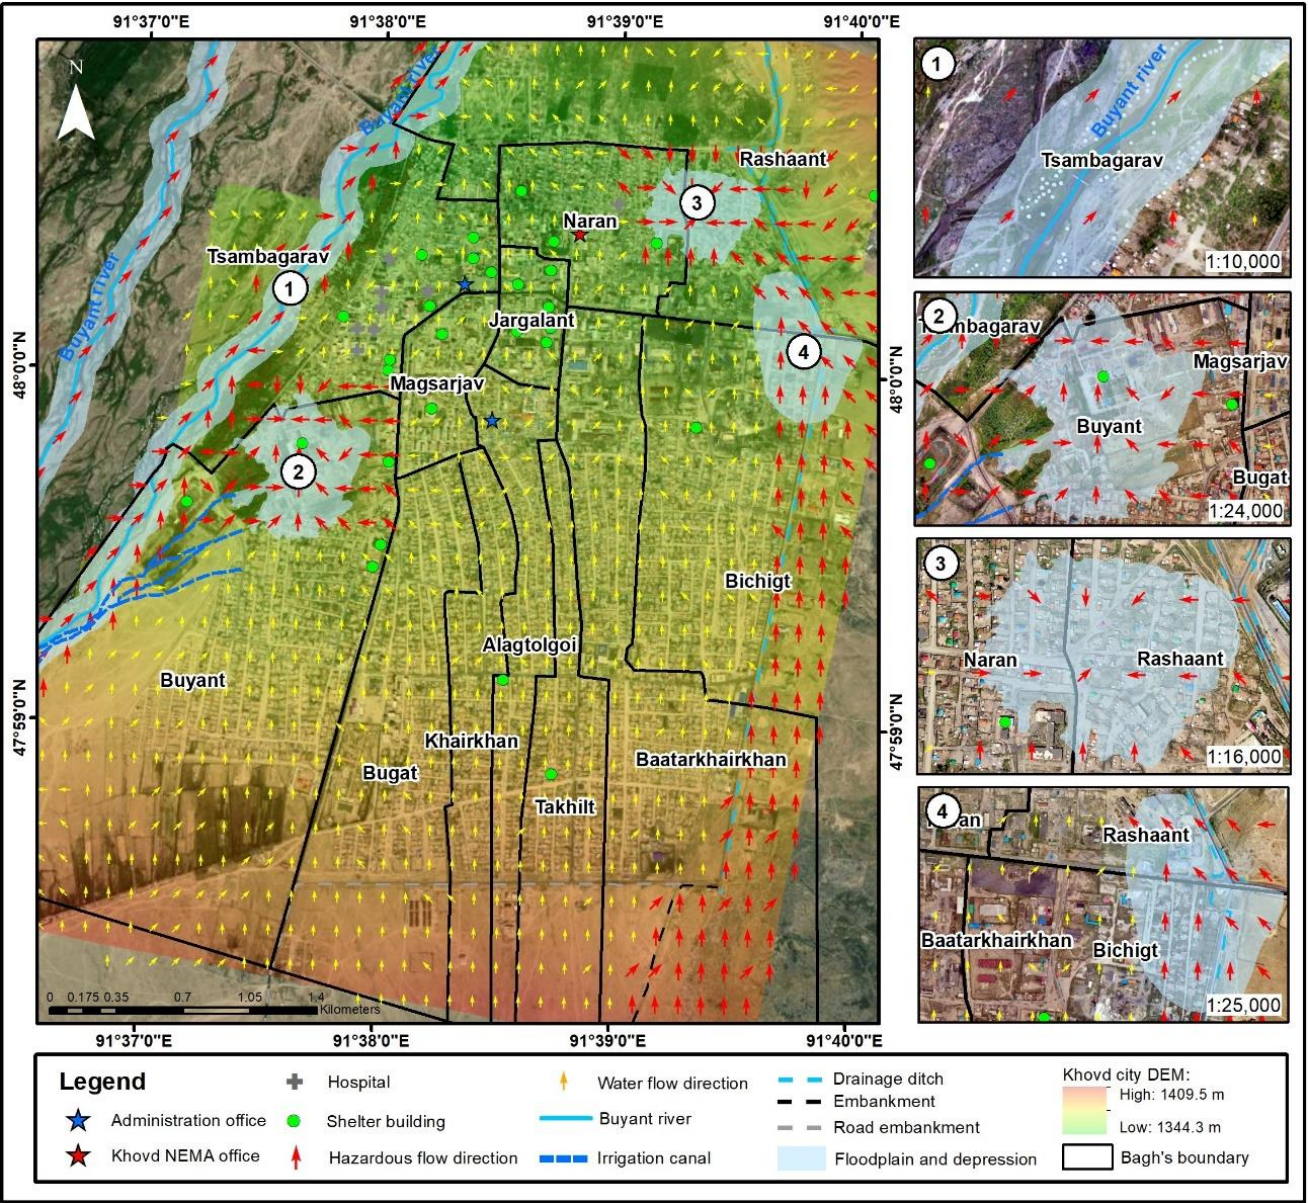 91°37'0"E
91°38'0"E
91°39'0"E
91°40'0"E
N
Buyant river
Rashaant
3
Naran
Tsambagarav
1
Buyant river
Jargalant
4
48°0'0"N
48°0'0"N
Magsarjav
2
Bichigt
Alagtolgoi
Buyant
47°59'0"N
47°59'0"N
Khairkhan
Baatarkhairkhan
Bugat
Takhilt
0 0.175 0.35 0.7 1.05 1.4
Kilometers
91°37'0"E
91°38'0"E
91°39'0"E
91°40'0"E
1
Buyant river
Tsambagarav
1:10,000
2
Magsarjav
Buyant
Bugat
1:24,000
3
Naran
Rashaant
1:16,000
4
Rashaant
Baatarkhairkhan
Bichigt
1:25,000
Legend
Administration office
Khovd NEMA office
Hospital
Shelter building
Hazardous flow direction
Water flow direction
Buyant river
Irrigation canal
Drainage ditch
Embankment
Road embankment
Floodplain and depression
Khovd city DEM:
High: 1409.5 m
Low: 1344.3 m
Bagh's boundary